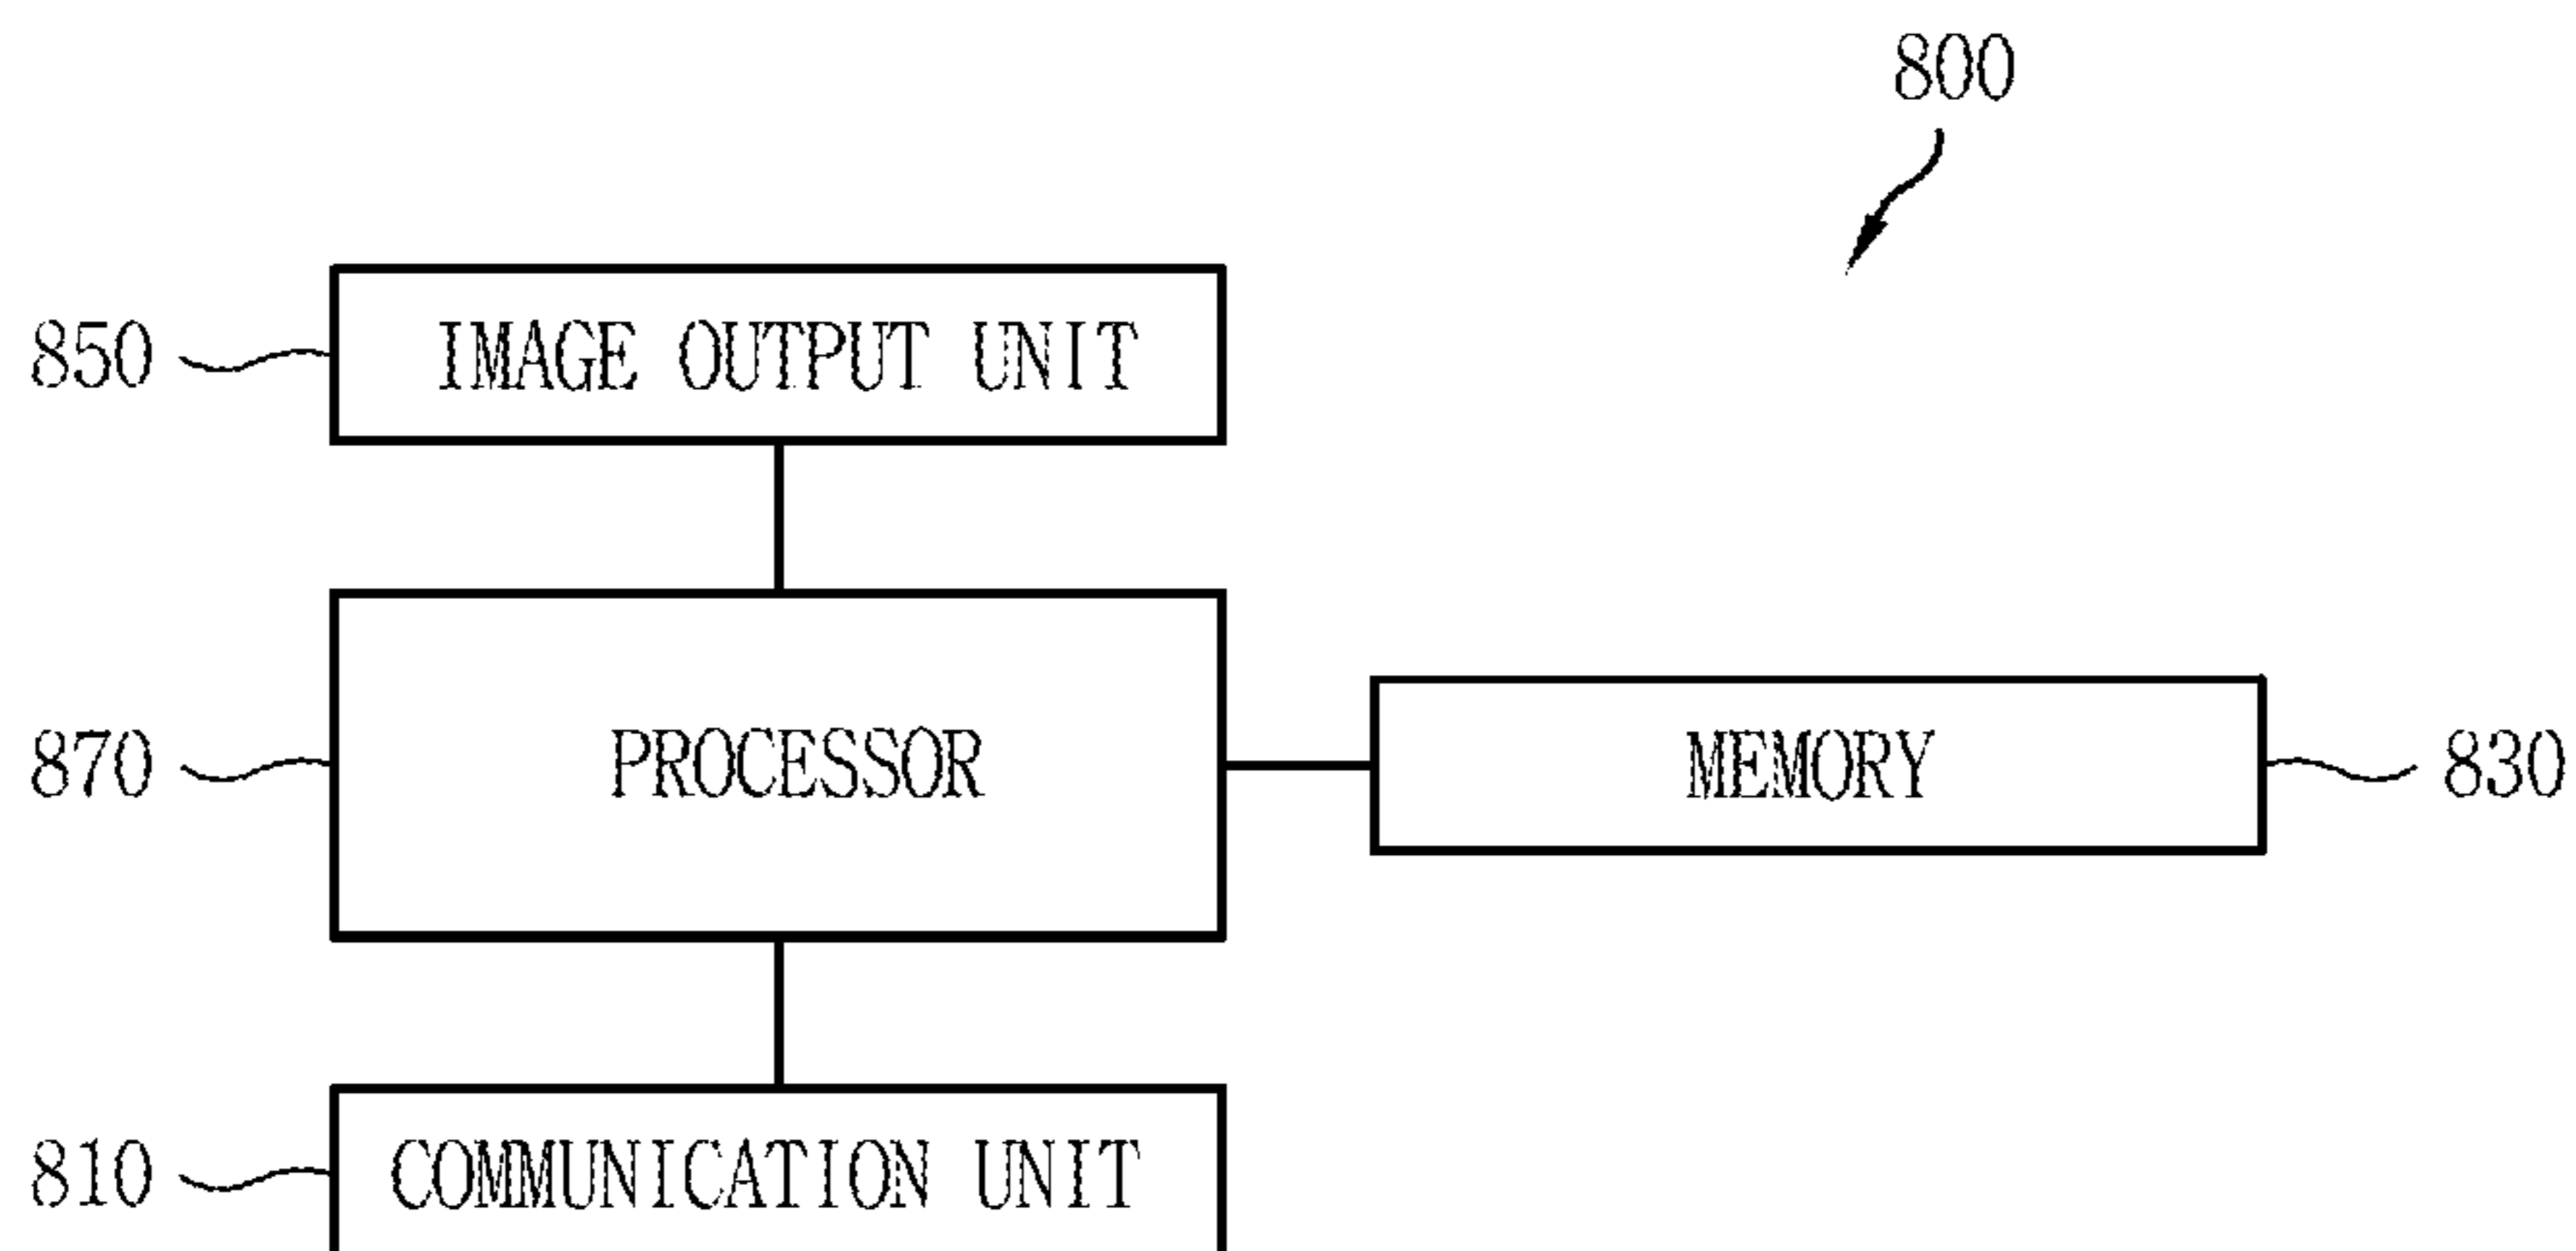 800
850 IMAGE OUTPUT UNIT
870 PROCESSOR MEMORY 830
810 COMMUNICATION UNIT